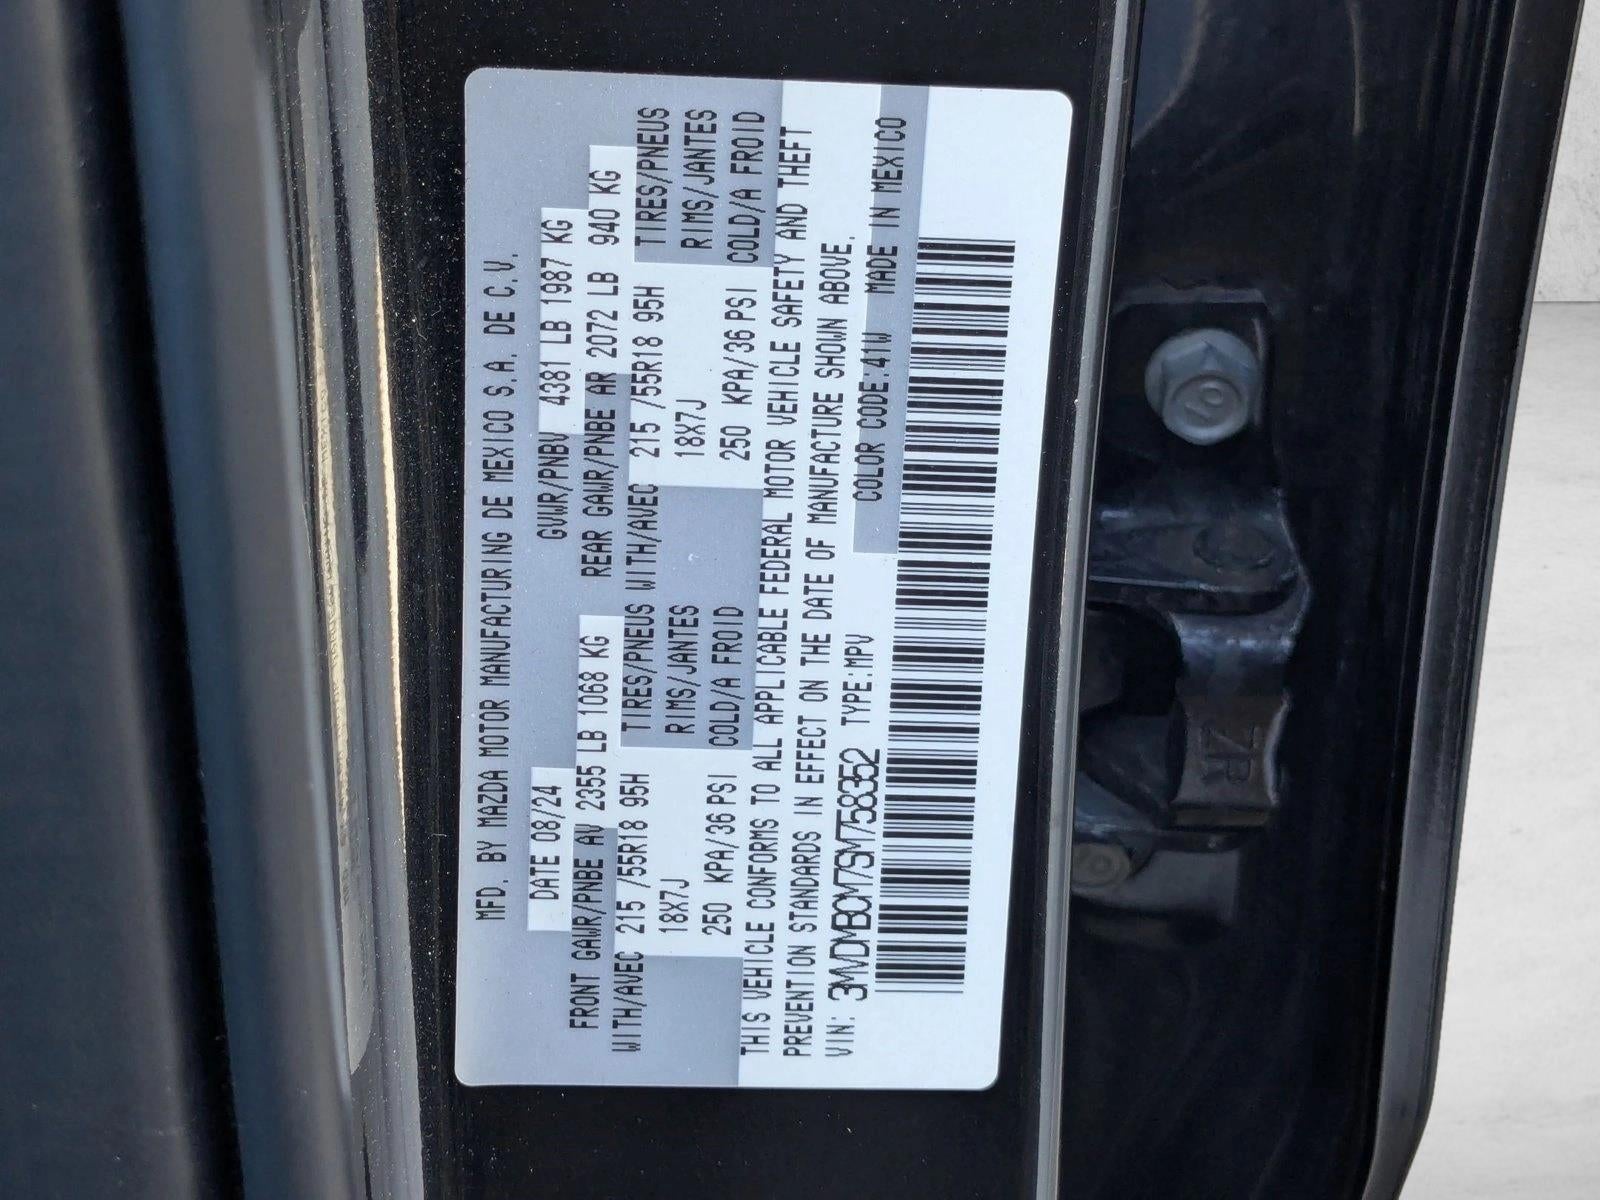 MFD. BY MAZDA MOTOR MANUFACTURING DE MEXICO S.A. DE C.V.
DATE 08/24 GVWR/PNBV 4381 LB 1987 KG
FRONT GAWR/PNBE AV 2355 LB 1068 KG REAR GAWR/PNBE AR 2072 LB 940 KG
WITH/AVEC 215 /55R18 95H TIRES/PNEUS WITH/AVEC 215 /55R18 95H TIRES/PNEUS
18X7J RIMS/JANTES 18X7J RIMS/JANTES
250 KPA/36 PSI COLD/A FROID 250 KPA/36 PSI COLD/A FROID
THIS VEHICLE CONFORMS TO ALL APPLICABLE FEDERAL MOTOR VEHICLE SAFETY AND THEFT
PREVENTION STANDARDS IN EFFECT ON THE DATE OF MANUFACTURE SHOWN ABOVE.
VIN: 3MVDMBCM7SM758352 TYPE:MPV COLOR CODE:41W MADE IN MEXICO
ZR